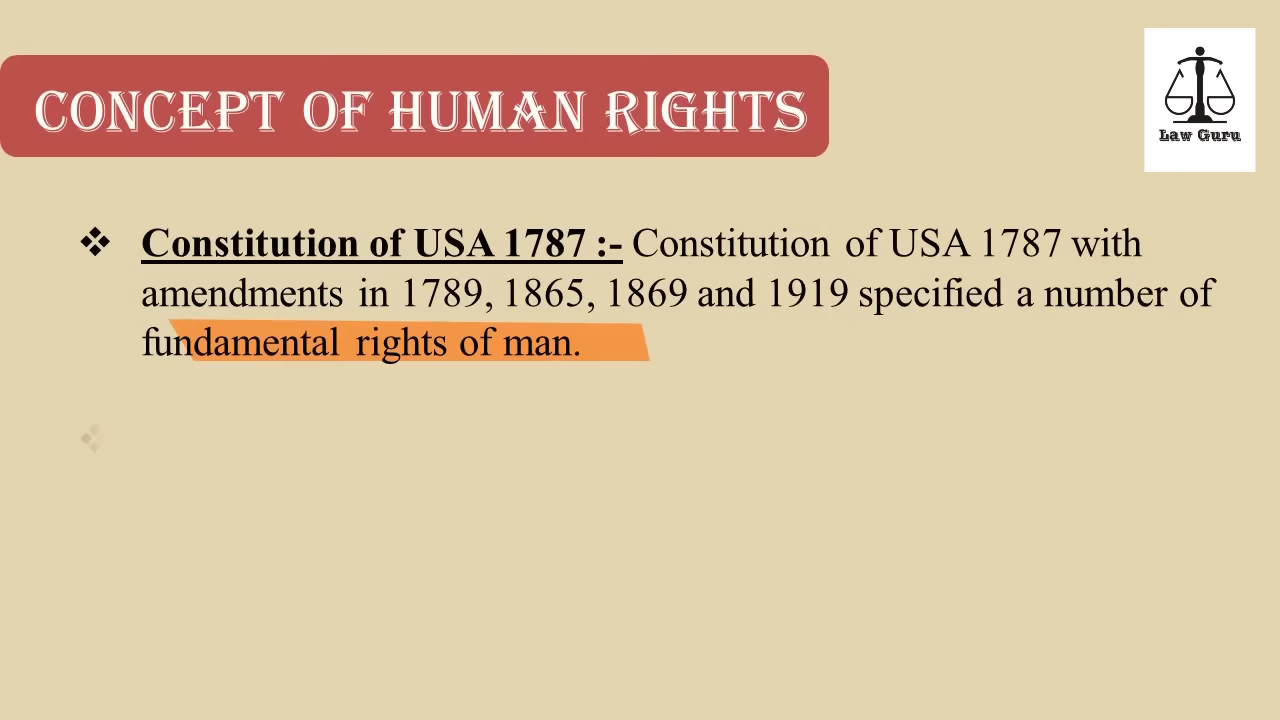 CONCEPT OF HUMAN RIGHTS
Law Guru
Constitution of USA 1787 :- Constitution of USA 1787 with
amendments in 1789, 1865, 1869 and 1919 specified a number of
fundamental rights of man.